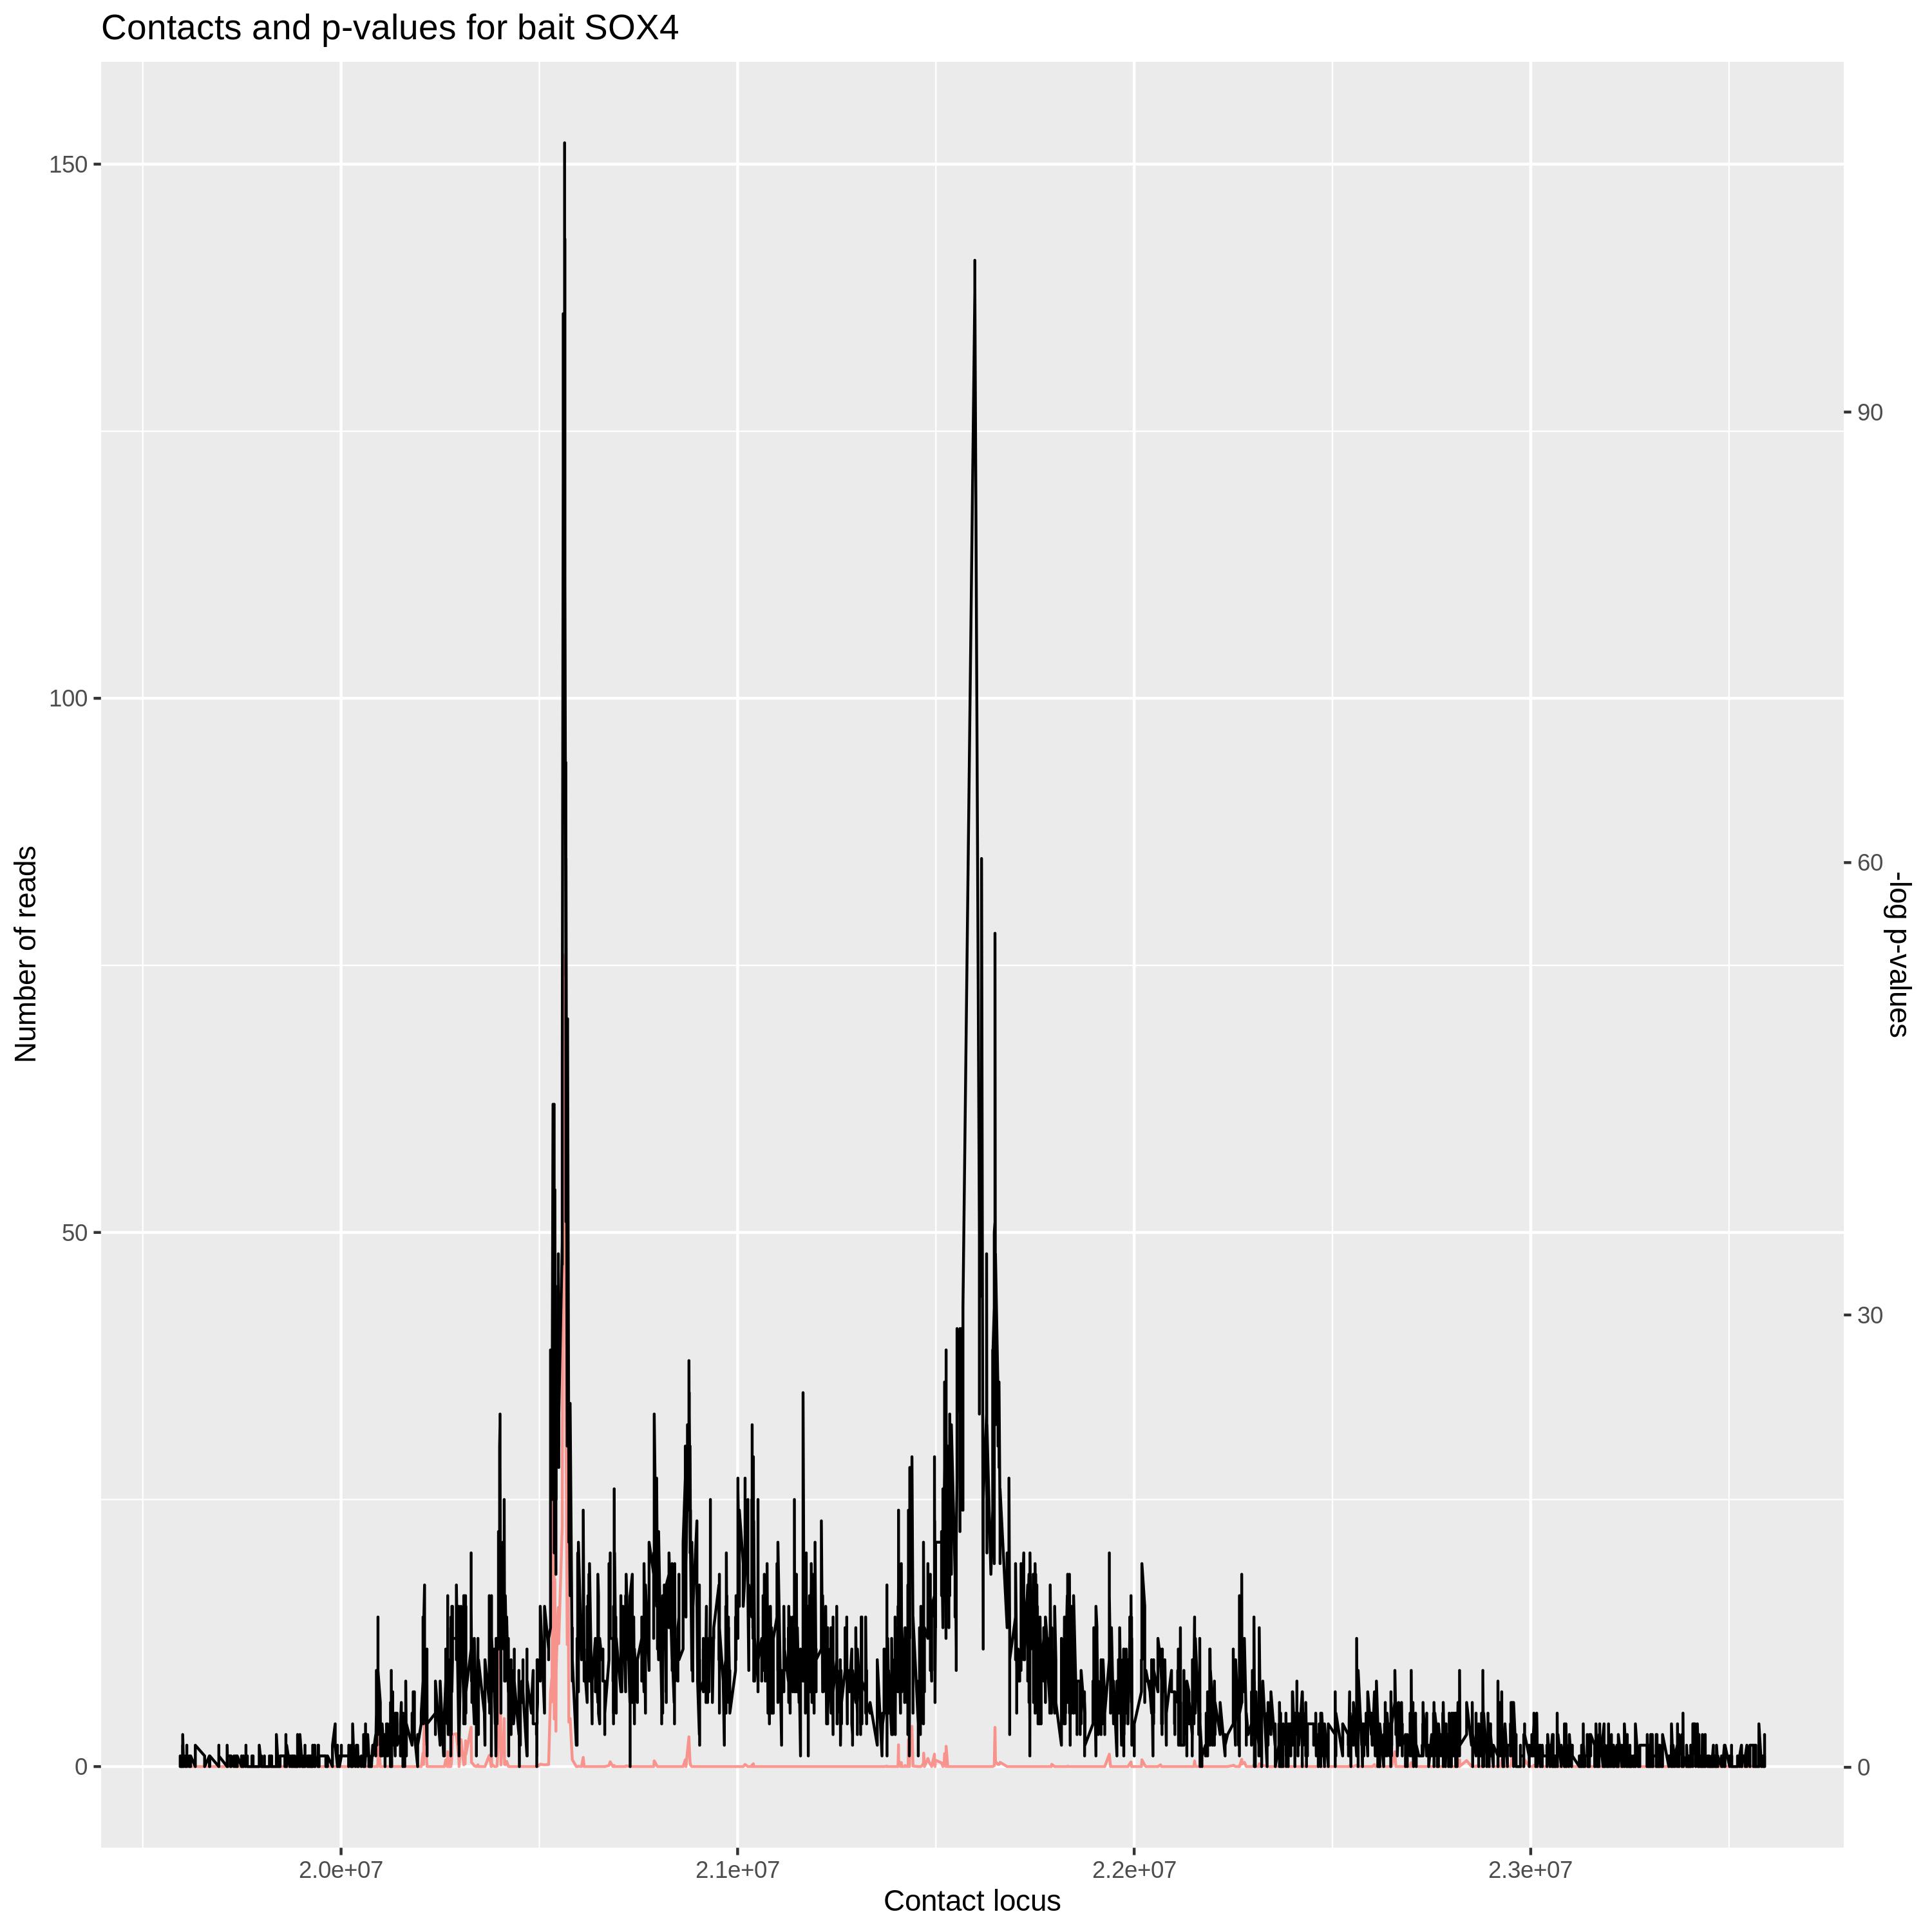 Contacts and p-values for bait SOX4
150
100
50
0
Number of reads
90
60
30
0
-log p-values
2.0e+07
2.1e+07
2.2e+07
2.3e+07
Contact locus